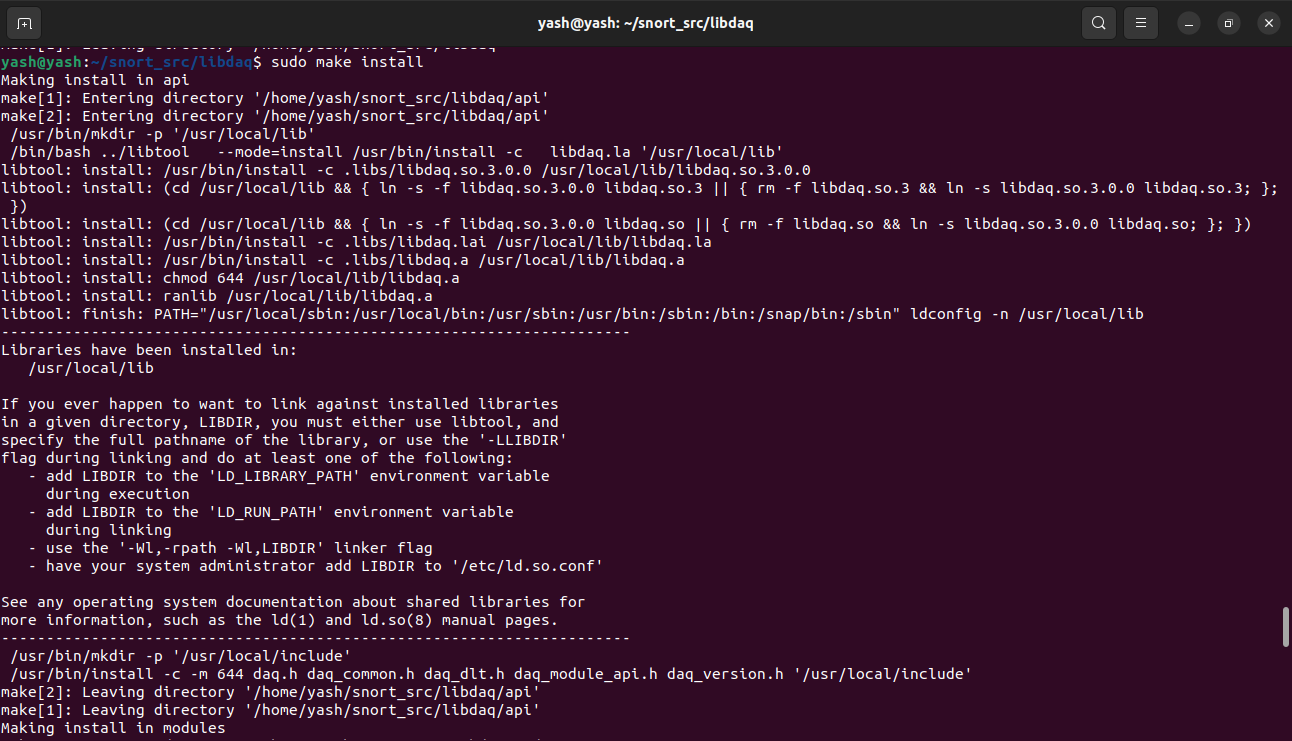 yash@yash: ~/snort_src/libdaq
yash@yash:~/snort_src/libdaq$ sudo make install
Making install in api
make[1]: Entering directory '/home/yash/snort_src/libdaq/api'
make[2]: Entering directory '/home/yash/snort_src/libdaq/api'
 /usr/bin/mkdir -p '/usr/local/lib'
 /bin/bash ../libtool   --mode=install /usr/bin/install -c   libdaq.la '/usr/local/lib'
libtool: install: /usr/bin/install -c .libs/libdaq.so.3.0.0 /usr/local/lib/libdaq.so.3.0.0
libtool: install: (cd /usr/local/lib && { ln -s -f libdaq.so.3.0.0 libdaq.so.3 || { rm -f libdaq.so.3 && ln -s libdaq.so.3.0.0 libdaq.so.3; };
 })
libtool: install: (cd /usr/local/lib && { ln -s -f libdaq.so.3.0.0 libdaq.so || { rm -f libdaq.so && ln -s libdaq.so.3.0.0 libdaq.so; }; })
libtool: install: /usr/bin/install -c .libs/libdaq.lai /usr/local/lib/libdaq.la
libtool: install: /usr/bin/install -c .libs/libdaq.a /usr/local/lib/libdaq.a
libtool: install: chmod 644 /usr/local/lib/libdaq.a
libtool: install: ranlib /usr/local/lib/libdaq.a
libtool: finish: PATH="/usr/local/sbin:/usr/local/bin:/usr/sbin:/usr/bin:/sbin:/bin:/snap/bin:/sbin" ldconfig -n /usr/local/lib
----------------------------------------------------------------------
Libraries have been installed in:
   /usr/local/lib

If you ever happen to want to link against installed libraries
in a given directory, LIBDIR, you must either use libtool, and
specify the full pathname of the library, or use the '-LLIBDIR'
flag during linking and do at least one of the following:
   - add LIBDIR to the 'LD_LIBRARY_PATH' environment variable
     during execution
   - add LIBDIR to the 'LD_RUN_PATH' environment variable
     during linking
   - use the '-Wl,-rpath -Wl,LIBDIR' linker flag
   - have your system administrator add LIBDIR to '/etc/ld.so.conf'

See any operating system documentation about shared libraries for
more information, such as the ld(1) and ld.so(8) manual pages.
----------------------------------------------------------------------
 /usr/bin/mkdir -p '/usr/local/include'
 /usr/bin/install -c -m 644 daq.h daq_common.h daq_dlt.h daq_module_api.h daq_version.h '/usr/local/include'
make[2]: Leaving directory '/home/yash/snort_src/libdaq/api'
make[1]: Leaving directory '/home/yash/snort_src/libdaq/api'
Making install in modules